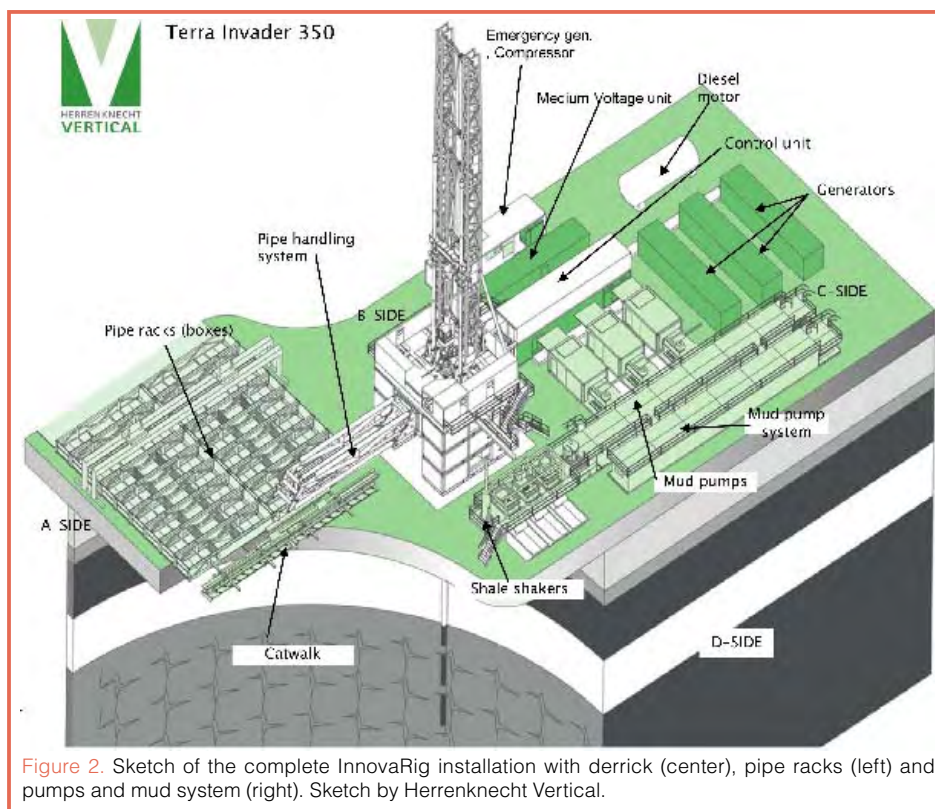 Terra Invader 350
HERRENKNECHT
VERTICAL
Emergency gen.
, Compressor
Medium Voltage unit
Diesel
motor
Control unit
Generators
Pipe handling
system
B SIDE
C-SIDE
Pipe racks (boxes)
Mud pump
system
Mud pumps
A SIDE
Shale shakers
D-SIDE
Catwalk
Figure 2. Sketch of the complete InnovaRig installation with derrick (center), pipe racks (left) and
pumps and mud system (right). Sketch by Herrenknecht Vertical.